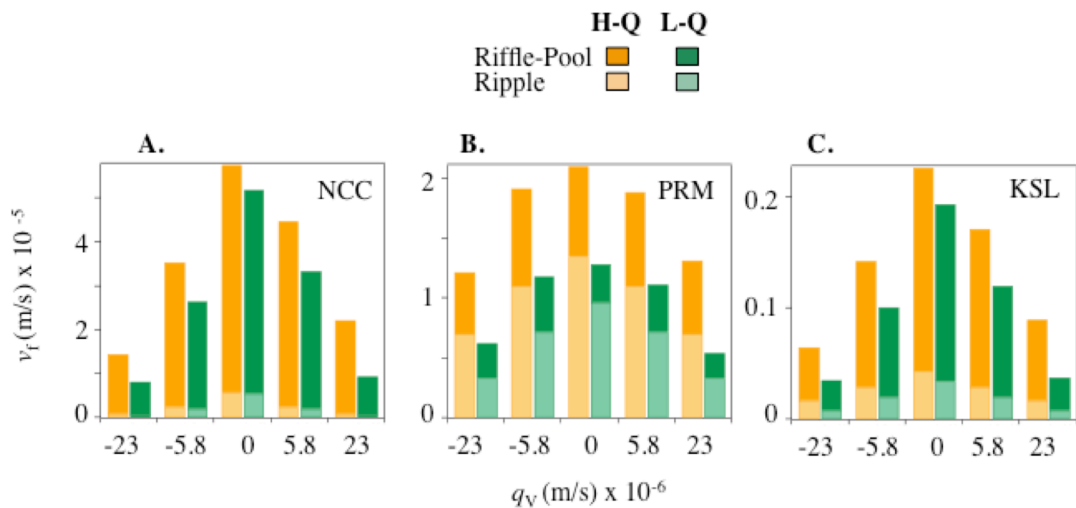 H-Q L-Q
Riffle-Pool
Ripple
A. B. C.
NCC PRM KSL
v_f (m/s) x 10^-5
4
2
0
2
1
0
0.2
0.1
0
-23 -5.8 0 5.8 23
-23 -5.8 0 5.8 23
-23 -5.8 0 5.8 23
q_V (m/s) x 10^-6